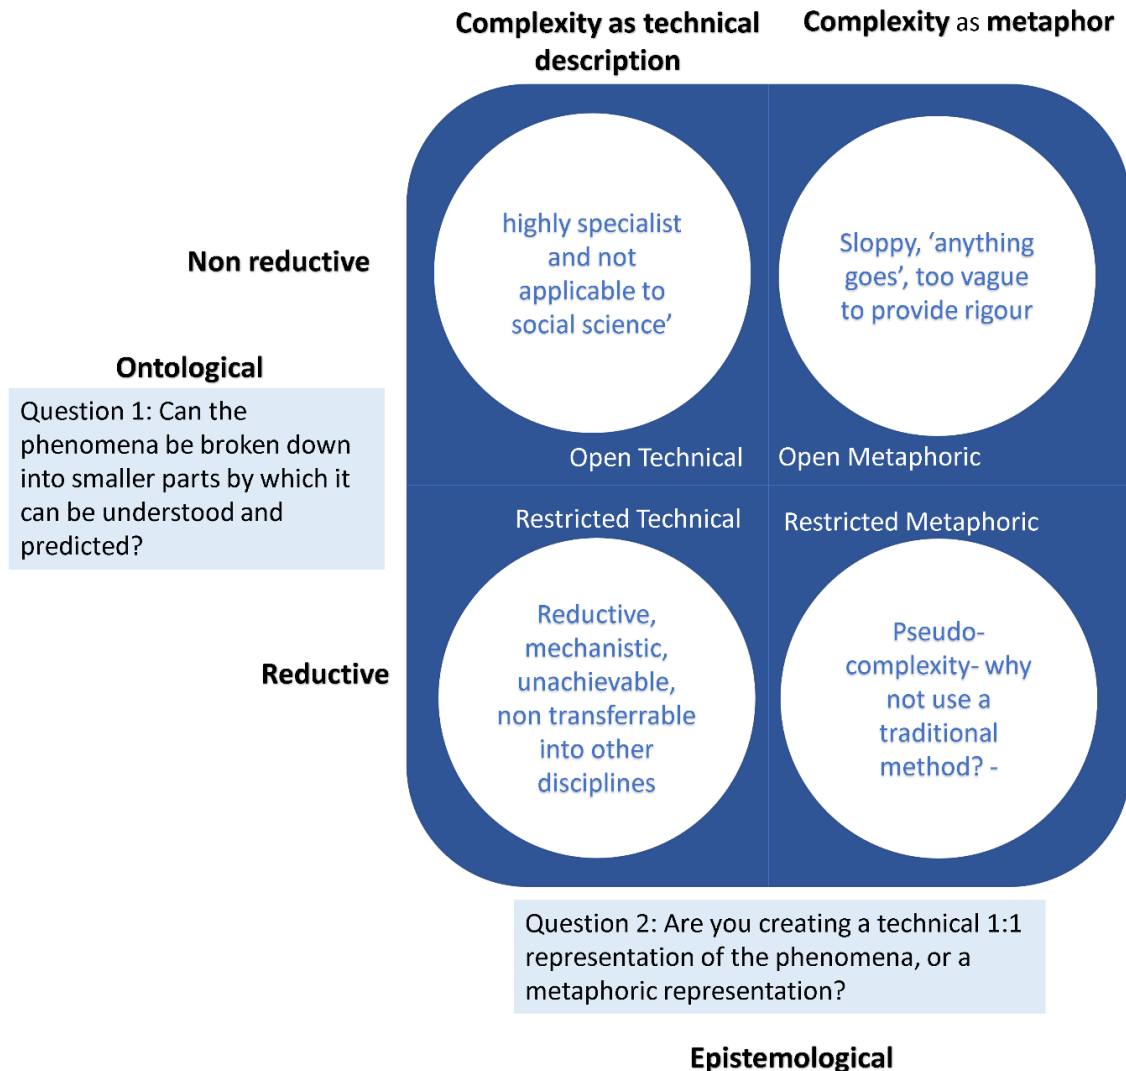 Complexity as technical
description
Complexity as metaphor
Non reductive
highly specialist
and not
applicable to
social science’
Sloppy, ‘anything
goes’, too vague
to provide rigour
Ontological
Question 1: Can the
phenomena be broken down
into smaller parts by which it
can be understood and
predicted?
Open Technical
Open Metaphoric
Restricted Technical
Restricted Metaphoric
Reductive
Reductive,
mechanistic,
unachievable,
non transferrable
into other
disciplines
Pseudo-
complexity- why
not use a
traditional
method? -
Question 2: Are you creating a technical 1:1
representation of the phenomena, or a
metaphoric representation?
Epistemological